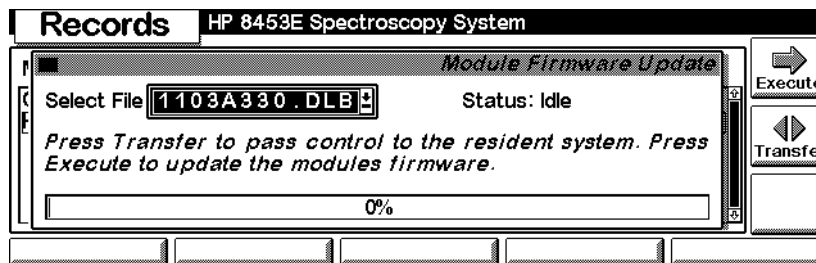 Records HP 8453E Spectroscopy System
Module Firmware Update
Select File 1103A330.DLB Status: Idle
Press Transfer to pass control to the resident system. Press
Execute to update the modules firmware.
0%
Execute
Transfe